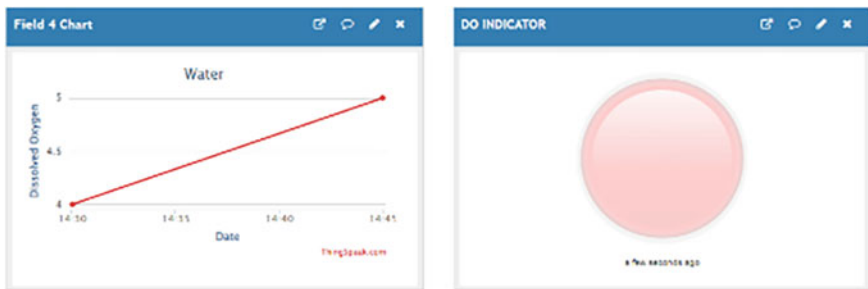 Field 4 Chart
Water
Dissolved Oxygen
5
4.5
4
14:30
14:35
14:40
14:45
Date
ThingSpeak.com
DO INDICATOR
a few seconds ago